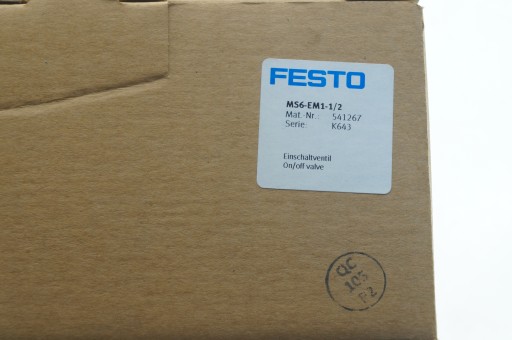 FESTO
MS6-EM1-1/2
Mat.-Nr.: 541267
Serie: K643
Einschaltventil
On/off valve
QC
105
F2